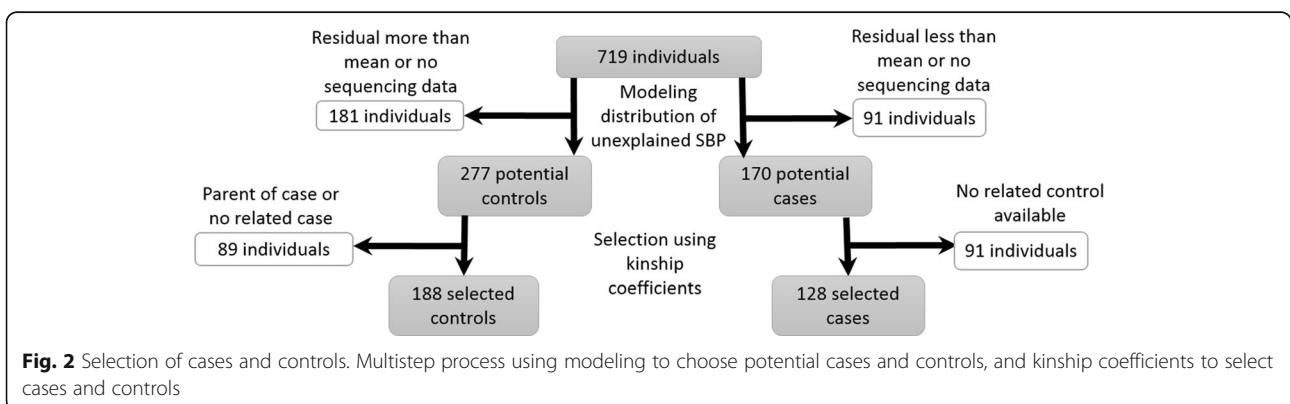 Residual more than
mean or no
sequencing data
181 individuals
719 individuals
Modeling
distribution of
unexplained SBP
Residual less than
mean or no
sequencing data
91 individuals
277 potential
controls
170 potential
cases
Parent of case or
no related case
89 individuals
Selection using
kinship
coefficients
No related control
available
91 individuals
188 selected
controls
128 selected
cases
Fig. 2 Selection of cases and controls. Multistep process using modeling to choose potential cases and controls, and kinship coefficients to select
cases and controls